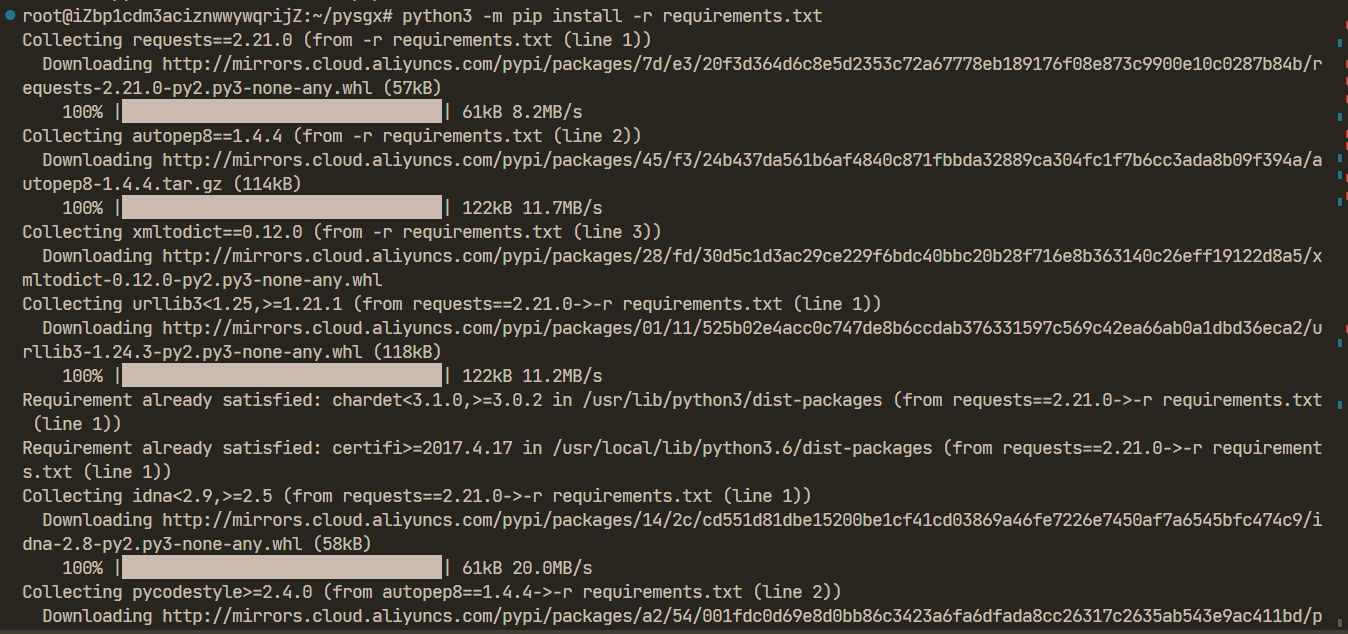 root@iZbp1cdm3aciznwwywqrijZ:~/pysgx# python3 -m pip install -r requirements.txt
Collecting requests==2.21.0 (from -r requirements.txt (line 1))
  Downloading http://mirrors.cloud.aliyuncs.com/pypi/packages/7d/e3/20f3d364d6c8e5d2353c72a67778eb189176f08e873c9900e10c0287b84b/r
equests-2.21.0-py2.py3-none-any.whl (57kB)
    100% || 61kB 8.2MB/s
Collecting autopep8==1.4.4 (from -r requirements.txt (line 2))
  Downloading http://mirrors.cloud.aliyuncs.com/pypi/packages/45/f3/24b437da561b6af4840c871fbbda32889ca304fc1f7b6cc3ada8b09f394a/a
utopep8-1.4.4.tar.gz (114kB)
    100% || 122kB 11.7MB/s
Collecting xmltodict==0.12.0 (from -r requirements.txt (line 3))
  Downloading http://mirrors.cloud.aliyuncs.com/pypi/packages/28/fd/30d5c1d3ac29ce229f6bdc40bbc20b28f716e8b363140c26eff19122d8a5/x
mltodict-0.12.0-py2.py3-none-any.whl
Collecting urllib3<1.25,>=1.21.1 (from requests==2.21.0->-r requirements.txt (line 1))
  Downloading http://mirrors.cloud.aliyuncs.com/pypi/packages/01/11/525b02e4acc0c747de8b6ccdab376331597c569c42ea66ab0a1dbd36eca2/u
rllib3-1.24.3-py2.py3-none-any.whl (118kB)
    100% || 122kB 11.2MB/s
Requirement already satisfied: chardet<3.1.0,>=3.0.2 in /usr/lib/python3/dist-packages (from requests==2.21.0->-r requirements.txt
 (line 1))
Requirement already satisfied: certifi>=2017.4.17 in /usr/local/lib/python3.6/dist-packages (from requests==2.21.0->-r requirement
s.txt (line 1))
Collecting idna<2.9,>=2.5 (from requests==2.21.0->-r requirements.txt (line 1))
  Downloading http://mirrors.cloud.aliyuncs.com/pypi/packages/14/2c/cd551d81dbe15200be1cf41cd03869a46fe7226e7450af7a6545bfc474c9/i
dna-2.8-py2.py3-none-any.whl (58kB)
    100% || 61kB 20.0MB/s
Collecting pycodestyle>=2.4.0 (from autopep8==1.4.4->-r requirements.txt (line 2))
  Downloading http://mirrors.cloud.aliyuncs.com/pypi/packages/a2/54/001fdc0d69e8d0bb86c3423a6fa6dfada8cc26317c2635ab543e9ac411bd/p